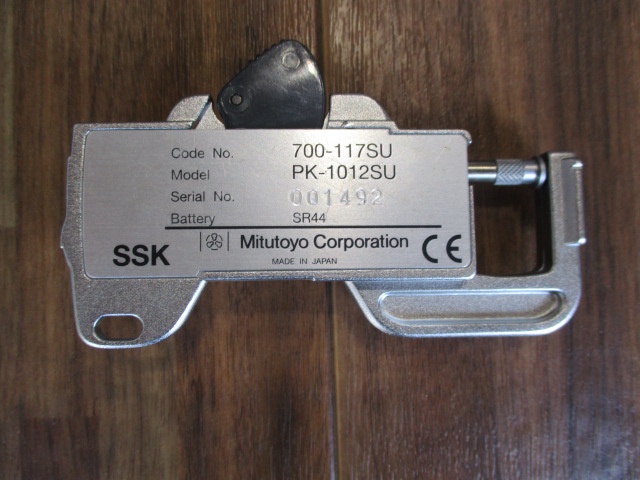 Code No. 700-117SU
Model PK-1012SU
Serial No. 001492
Battery SR44
SSK Mitutoyo Corporation CE
MADE IN JAPAN